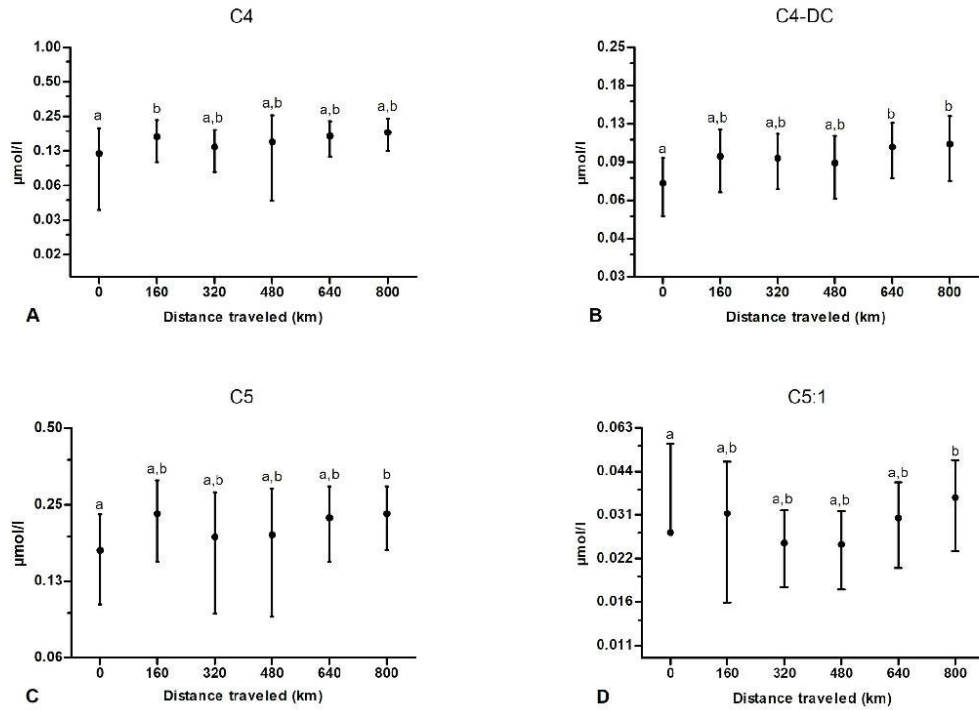 C4
1.00
0.50
0.25
0.13
0.06
0.03
0.02
µmol/l
a
b
a,b
a,b
a,b
a,b
0
160
320
480
640
800
A
Distance traveled (km)
C4-DC
0.25
0.18
0.13
0.09
0.06
0.04
0.03
µmol/l
a
a,b
a,b
a,b
b
b
0
160
320
480
640
800
B
Distance traveled (km)
C5
0.50
0.25
0.13
0.06
µmol/l
a
a,b
a,b
a,b
a,b
b
0
160
320
480
640
800
C
Distance traveled (km)
C5:1
0.063
0.044
0.031
0.022
0.016
0.011
µmol/l
a
a,b
a,b
a,b
a,b
b
0
160
320
480
640
800
D
Distance traveled (km)